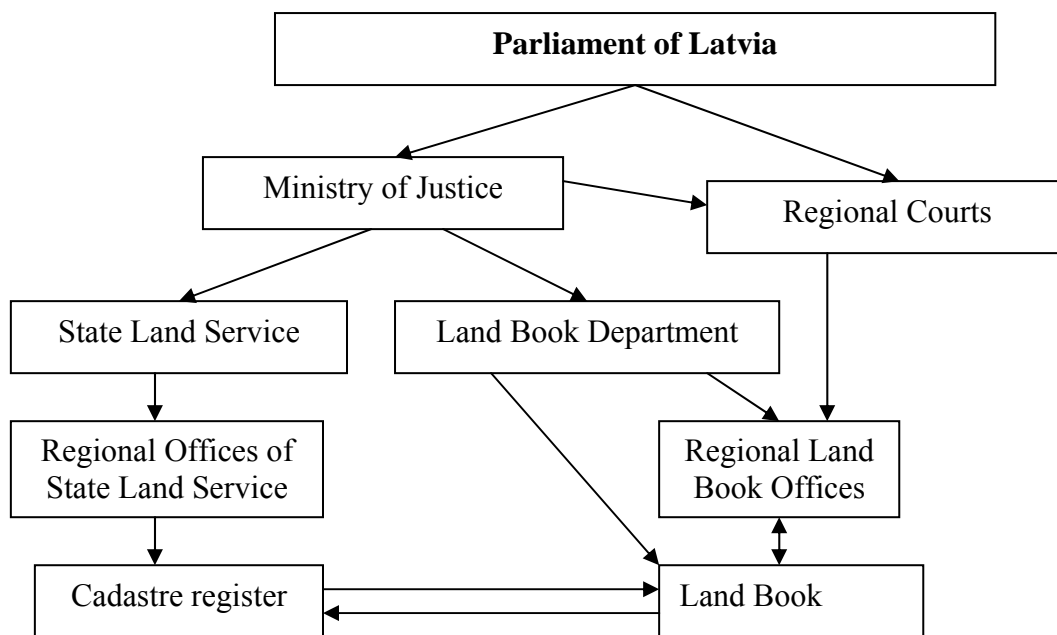 Parliament of Latvia
Ministry of Justice
Regional Courts
State Land Service
Land Book Department
Regional Offices of
State Land Service
Regional Land
Book Offices
Cadastre register
Land Book